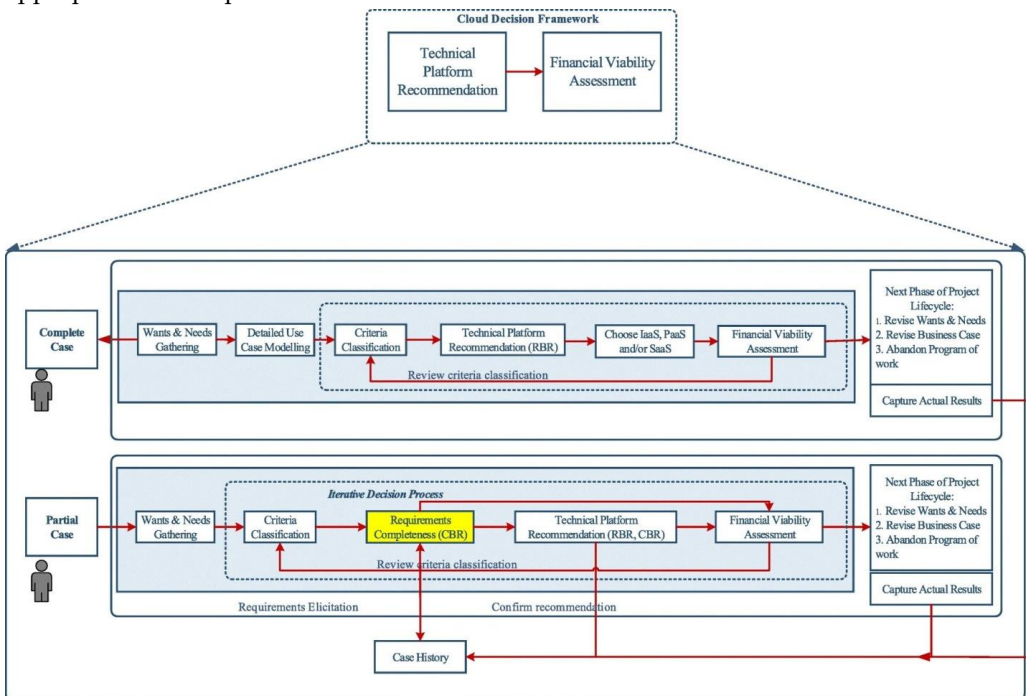 Cloud Decision Framework
Technical
Platform
Recommendation
Financial Viability
Assessment
Complete
Case
Wants & Needs
Gathering
Detailed Use
Case Modelling
Criteria
Classification
Technical Platform
Recommendation (RBR)
Choose IaaS, PaaS
and/or SaaS
Financial Viability
Assessment
Review criteria classification
Next Phase of Project
Lifecycle:
1. Revise Wants & Needs
2. Revise Business Case
3. Abandon Program of
work
Capture Actual Results
Partial
Case
Iterative Decision Process
Wants & Needs
Gathering
Criteria
Classification
Requirements
Completeness (CBR)
Technical Platform
Recommendation (RBR, CBR)
Financial Viability
Assessment
Review criteria classification
Next Phase of Project
Lifecycle:
1. Revise Wants & Needs
2. Revise Business Case
3. Abandon Program of
work
Capture Actual Results
Requirements Elicitation
Confirm recommendation
Case History